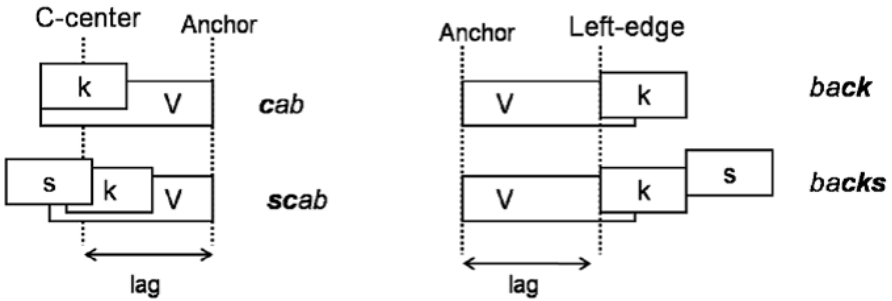 C-center Anchor
k V cab
s k V scab
lag
Anchor Left-edge
V k back
V k s backs
lag